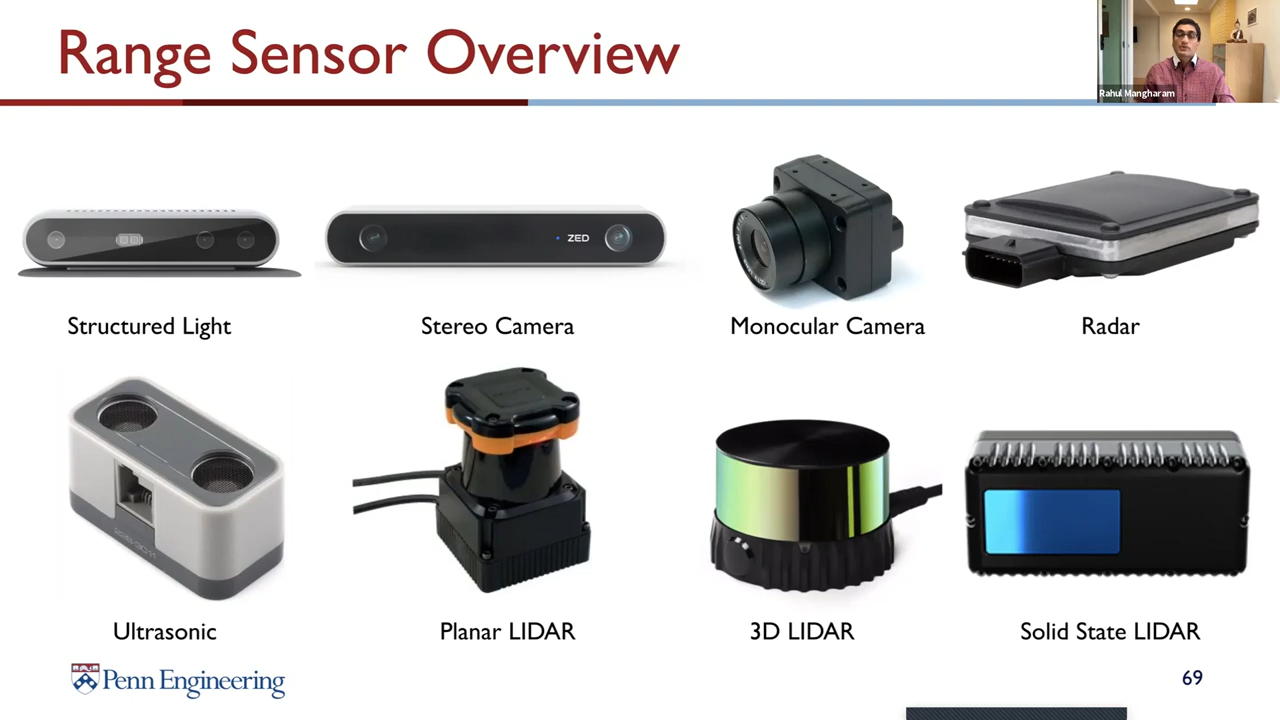 Range Sensor Overview
Rahul Mangharam
ZED
Structured Light
Stereo Camera
Monocular Camera
Radar
Ultrasonic
Planar LIDAR
3D LIDAR
Solid State LIDAR
Penn Engineering
69